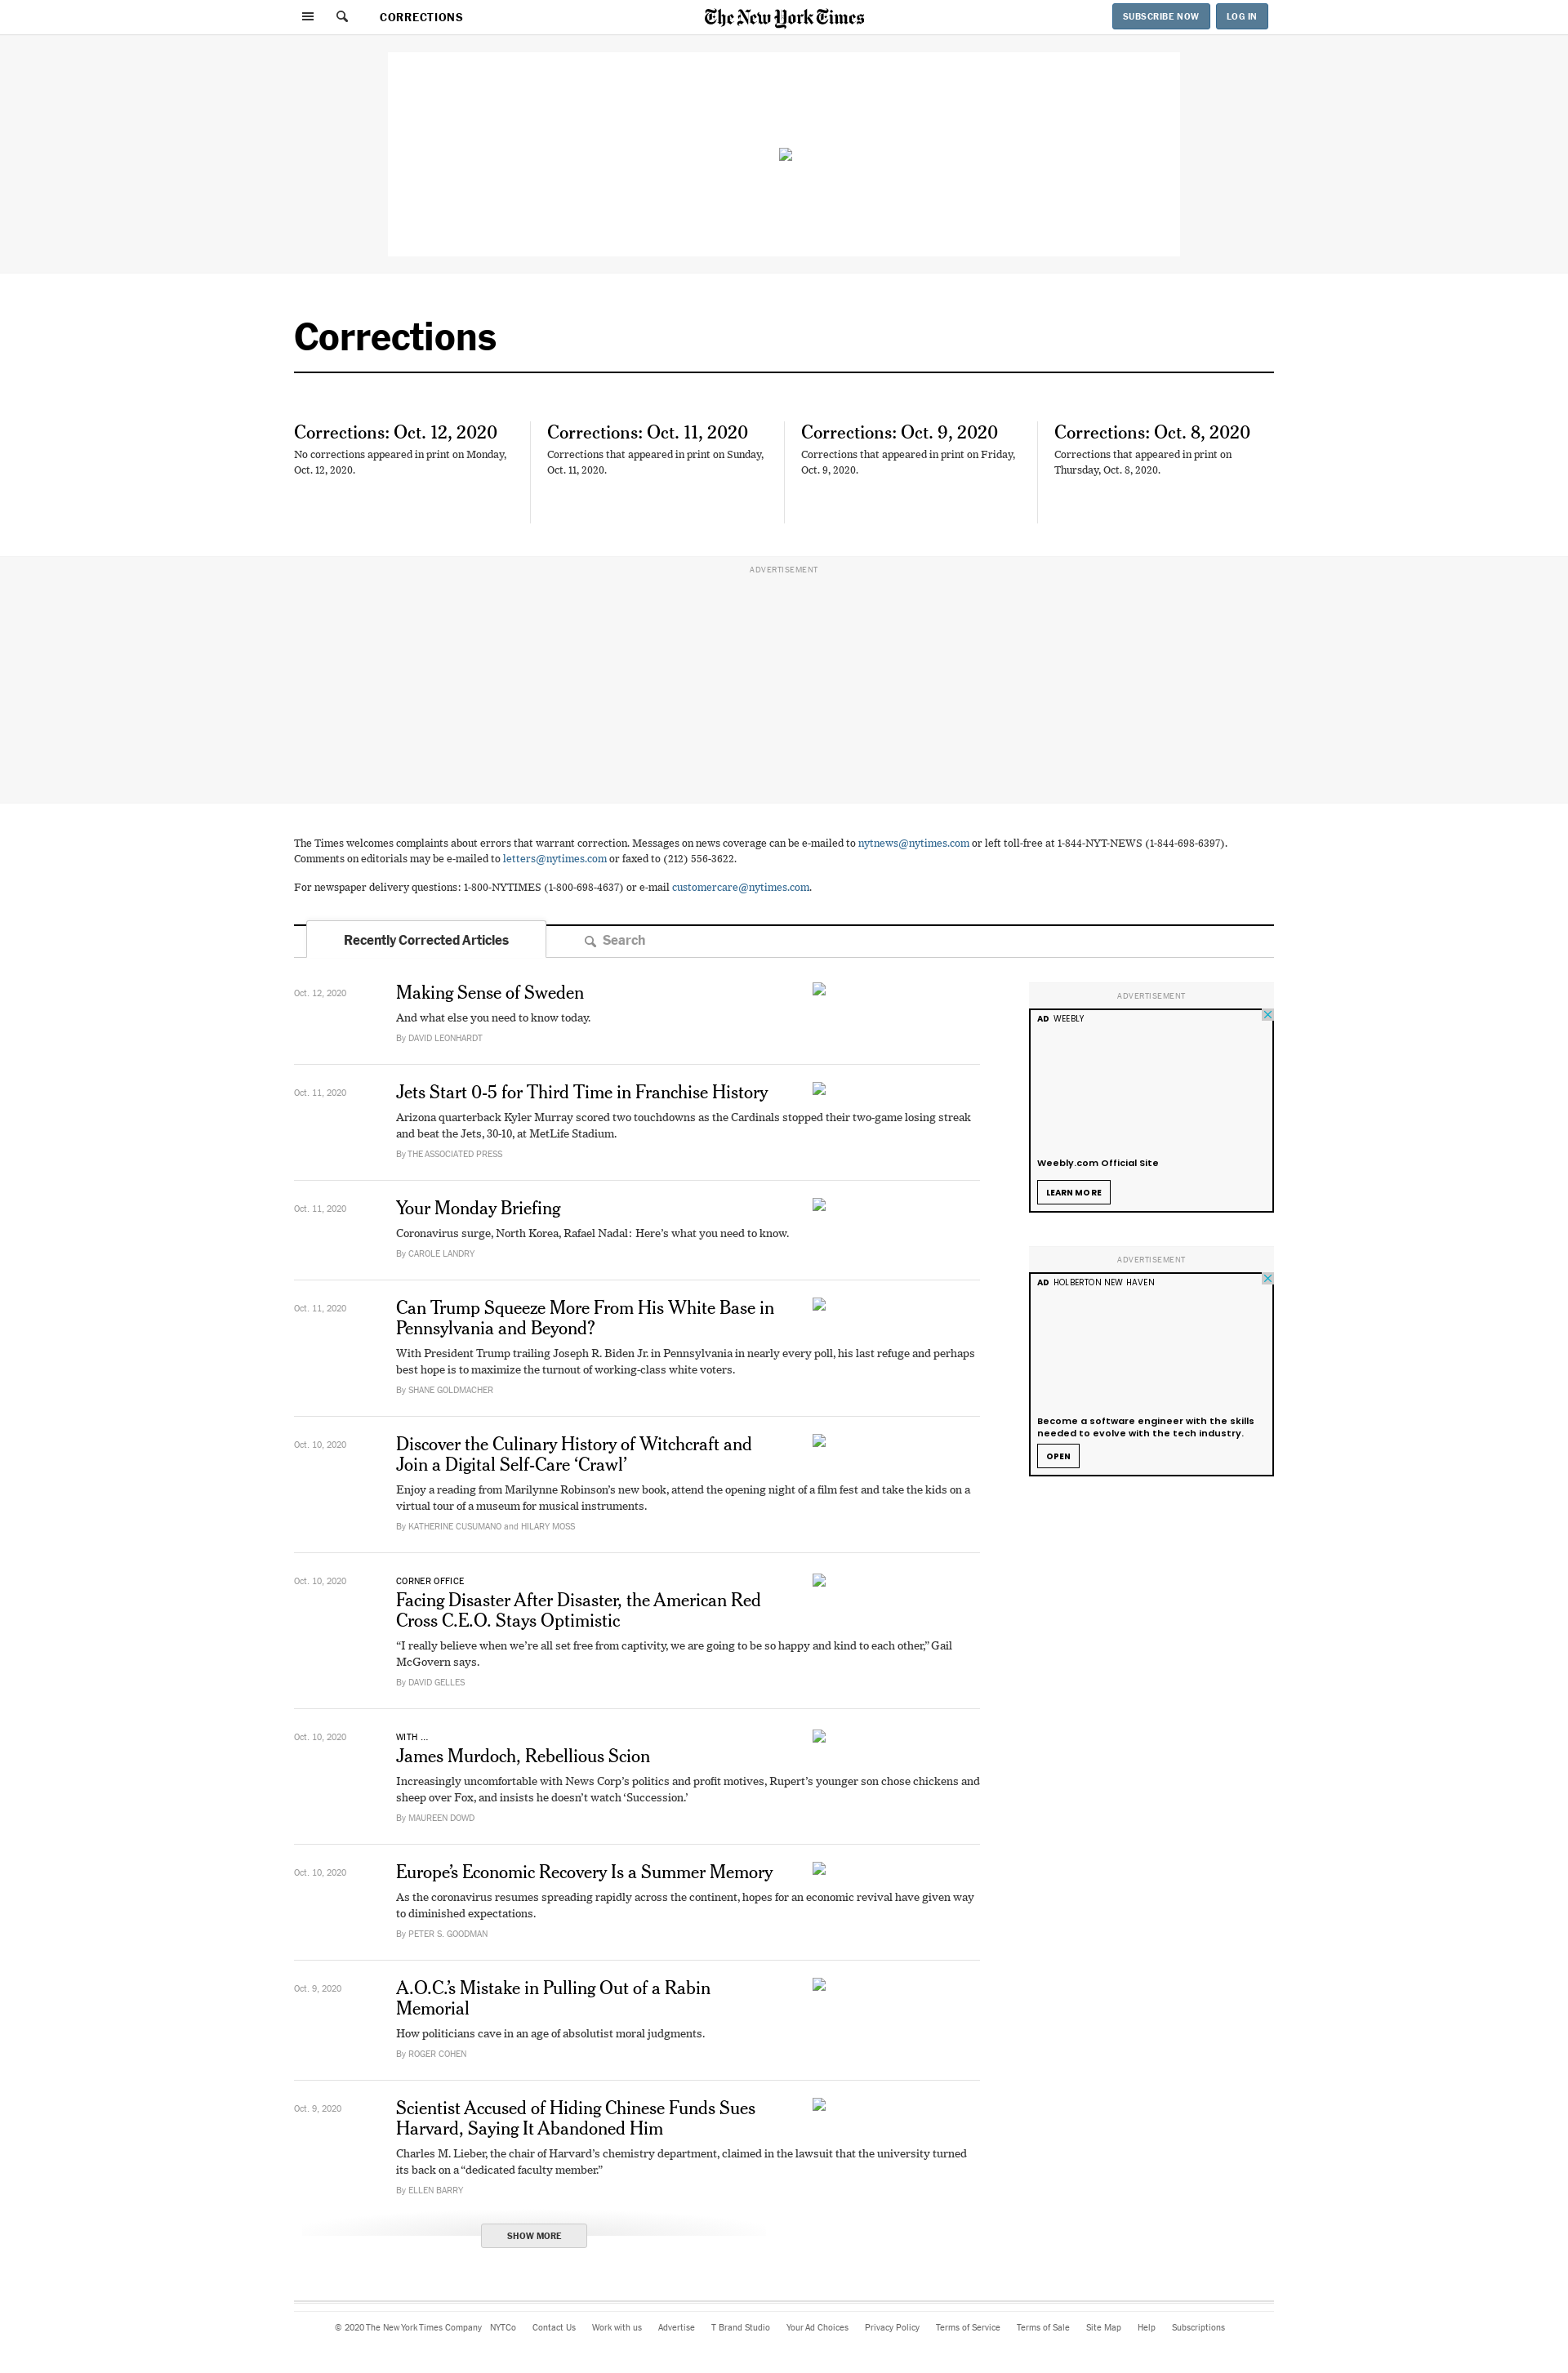 CORRECTIONS
The New York Times
SUBSCRIBE NOW
LOG IN
Corrections
Corrections: Oct. 12, 2020
No corrections appeared in print on Monday,
Oct. 12, 2020.
Corrections: Oct. 11, 2020
Corrections that appeared in print on Sunday,
Oct. 11, 2020.
Corrections: Oct. 9, 2020
Corrections that appeared in print on Friday,
Oct. 9, 2020.
Corrections: Oct. 8, 2020
Corrections that appeared in print on
Thursday, Oct. 8, 2020.
ADVERTISEMENT
The Times welcomes complaints about errors that warrant correction. Messages on news coverage can be e-mailed to nytnews@nytimes.com or left toll-free at 1-844-NYT-NEWS (1-844-698-6397).
Comments on editorials may be e-mailed to letters@nytimes.com or faxed to (212) 556-3622.
For newspaper delivery questions: 1-800-NYTIMES (1-800-698-4637) or e-mail customercare@nytimes.com.
Recently Corrected Articles
Search
Oct. 12, 2020
Making Sense of Sweden
And what else you need to know today.
By DAVID LEONHARDT
Oct. 11, 2020
Jets Start 0-5 for Third Time in Franchise History
Arizona quarterback Kyler Murray scored two touchdowns as the Cardinals stopped their two-game losing streak
and beat the Jets, 30-10, at MetLife Stadium.
By THE ASSOCIATED PRESS
Oct. 11, 2020
Your Monday Briefing
Coronavirus surge, North Korea, Rafael Nadal: Here’s what you need to know.
By CAROLE LANDRY
Oct. 11, 2020
Can Trump Squeeze More From His White Base in
Pennsylvania and Beyond?
With President Trump trailing Joseph R. Biden Jr. in Pennsylvania in nearly every poll, his last refuge and perhaps
best hope is to maximize the turnout of working-class white voters.
By SHANE GOLDMACHER
Oct. 10, 2020
Discover the Culinary History of Witchcraft and
Join a Digital Self-Care ‘Crawl’
Enjoy a reading from Marilynne Robinson’s new book, attend the opening night of a film fest and take the kids on a
virtual tour of a museum for musical instruments.
By KATHERINE CUSUMANO and HILARY MOSS
Oct. 10, 2020
CORNER OFFICE
Facing Disaster After Disaster, the American Red
Cross C.E.O. Stays Optimistic
“I really believe when we’re all set free from captivity, we are going to be so happy and kind to each other,” Gail
McGovern says.
By DAVID GELLES
Oct. 10, 2020
WITH ...
James Murdoch, Rebellious Scion
Increasingly uncomfortable with News Corp’s politics and profit motives, Rupert’s younger son chose chickens and
sheep over Fox, and insists he doesn’t watch ‘Succession.’
By MAUREEN DOWD
Oct. 10, 2020
Europe’s Economic Recovery Is a Summer Memory
As the coronavirus resumes spreading rapidly across the continent, hopes for an economic revival have given way
to diminished expectations.
By PETER S. GOODMAN
Oct. 9, 2020
A.O.C.’s Mistake in Pulling Out of a Rabin
Memorial
How politicians cave in an age of absolutist moral judgments.
By ROGER COHEN
Oct. 9, 2020
Scientist Accused of Hiding Chinese Funds Sues
Harvard, Saying It Abandoned Him
Charles M. Lieber, the chair of Harvard’s chemistry department, claimed in the lawsuit that the university turned
its back on a “dedicated faculty member.”
By ELLEN BARRY
SHOW MORE
ADVERTISEMENT
AD WEEBLY
Weebly.com Official Site
LEARN MORE
ADVERTISEMENT
AD HOLBERTON NEW HAVEN
Become a software engineer with the skills
needed to evolve with the tech industry.
OPEN
© 2020 The New York Times Company NYTCo Contact Us Work with us Advertise T Brand Studio Your Ad Choices Privacy Policy Terms of Service Terms of Sale Site Map Help Subscriptions